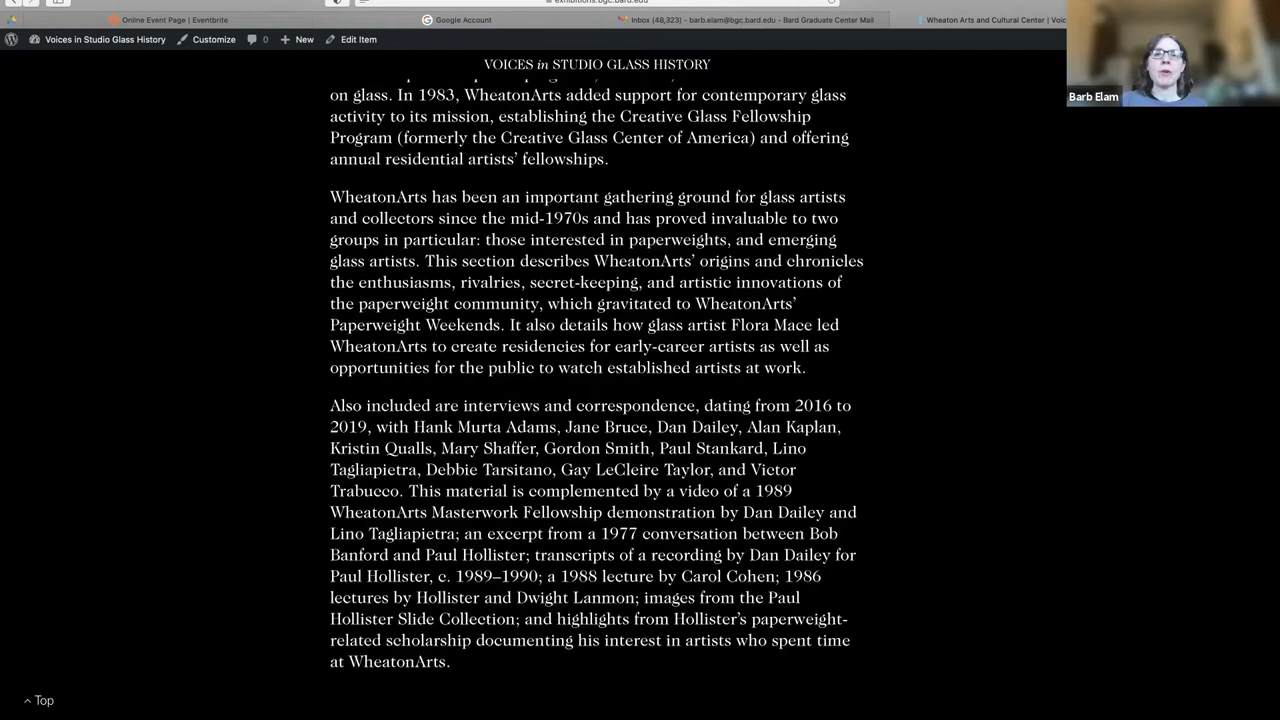 exhibitions.bgc.bard.edu
Online Event Page | Eventbrite
Google Account
Inbox (48,323) - barb.elam@bgc.bard.edu - Bard Graduate Center Mail
Wheaton Arts and Cultural Center | Voic
Voices in Studio Glass History
Customize
0
New
Edit Item
Barb Elam
VOICES in STUDIO GLASS HISTORY
on glass. In 1983, WheatonArts added support for contemporary glass
activity to its mission, establishing the Creative Glass Fellowship
Program (formerly the Creative Glass Center of America) and offering
annual residential artists’ fellowships.
WheatonArts has been an important gathering ground for glass artists
and collectors since the mid-1970s and has proved invaluable to two
groups in particular: those interested in paperweights, and emerging
glass artists. This section describes WheatonArts’ origins and chronicles
the enthusiasms, rivalries, secret-keeping, and artistic innovations of
the paperweight community, which gravitated to WheatonArts’
Paperweight Weekends. It also details how glass artist Flora Mace led
WheatonArts to create residencies for early-career artists as well as
opportunities for the public to watch established artists at work.
Also included are interviews and correspondence, dating from 2016 to
2019, with Hank Murta Adams, Jane Bruce, Dan Dailey, Alan Kaplan,
Kristin Qualls, Mary Shaffer, Gordon Smith, Paul Stankard, Lino
Tagliapietra, Debbie Tarsitano, Gay LeCleire Taylor, and Victor
Trabucco. This material is complemented by a video of a 1989
WheatonArts Masterwork Fellowship demonstration by Dan Dailey and
Lino Tagliapietra; an excerpt from a 1977 conversation between Bob
Banford and Paul Hollister; transcripts of a recording by Dan Dailey for
Paul Hollister, c. 1989–1990; a 1988 lecture by Carol Cohen; 1986
lectures by Hollister and Dwight Lanmon; images from the Paul
Hollister Slide Collection; and highlights from Hollister’s paperweight-
related scholarship documenting his interest in artists who spent time
at WheatonArts.
Top